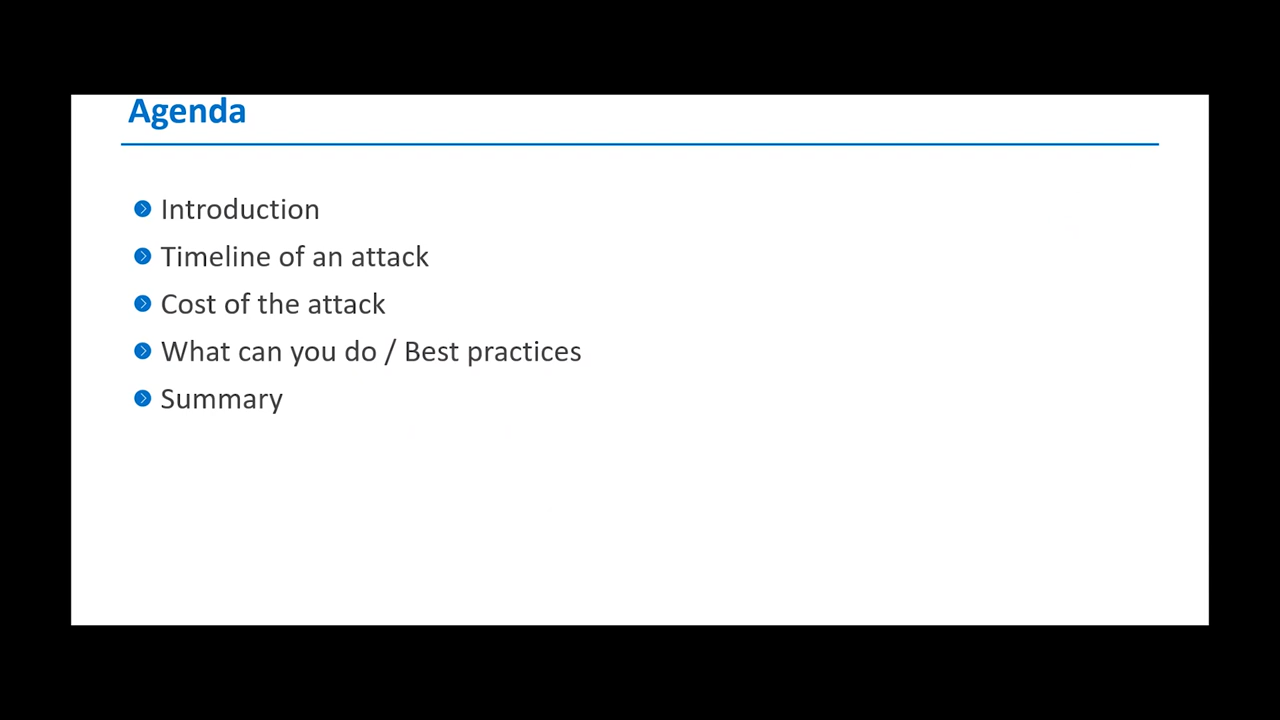 Agenda
Introduction
Timeline of an attack
Cost of the attack
What can you do / Best practices
Summary